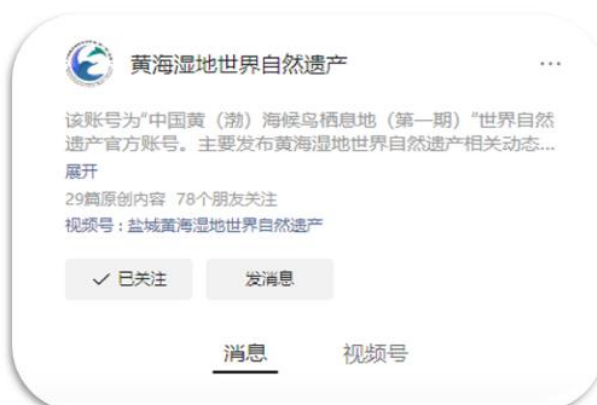 黄海湿地世界自然遗产
该账号为“中国黄（渤）海候鸟栖息地（第一期）”世界自然
遗产官方账号。主要发布黄海湿地世界自然遗产相关动态...
展开
29篇原创内容 78个朋友关注
视频号：盐城黄海湿地世界自然遗产
已关注 发消息
消息 视频号